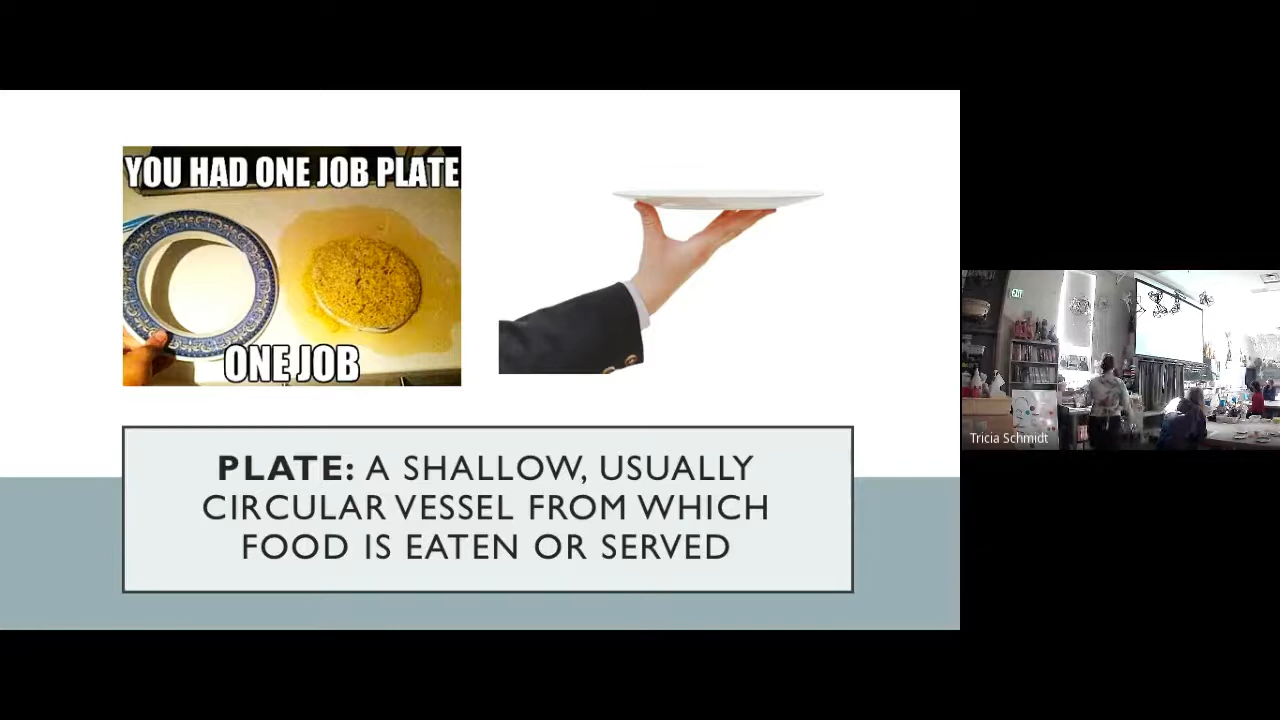 YOU HAD ONE JOB PLATE
ONE JOB
PLATE: A SHALLOW, USUALLY
CIRCULAR VESSEL FROM WHICH
FOOD IS EATEN OR SERVED
EXIT
Tricia Schmidt